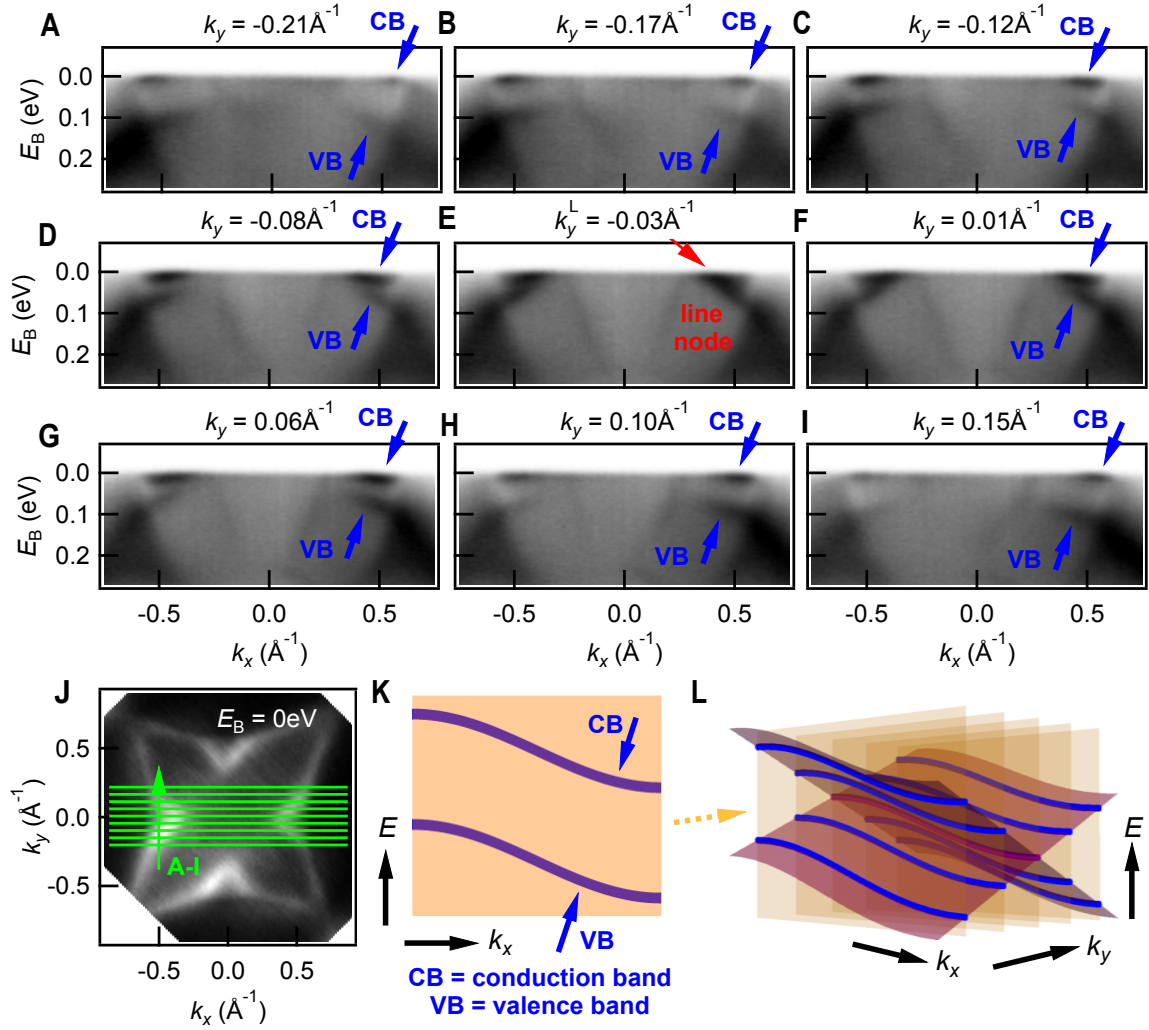 A
k_y = -0.21Å⁻¹
CB
B
k_y = -0.17Å⁻¹
CB
C
k_y = -0.12Å⁻¹
CB
E_B (eV)
0.0
0.1
0.2
VB
VB
VB
D
k_y = -0.08Å⁻¹
CB
E
k_y^L = -0.03Å⁻¹
F
k_y = 0.01Å⁻¹
CB
E_B (eV)
0.0
0.1
0.2
VB
line
node
VB
G
k_y = 0.06Å⁻¹
CB
H
k_y = 0.10Å⁻¹
CB
I
k_y = 0.15Å⁻¹
CB
E_B (eV)
0.0
0.1
0.2
VB
VB
VB
-0.5 0.0 0.5
-0.5 0.0 0.5
-0.5 0.0 0.5
k_x (Å⁻¹)
k_x (Å⁻¹)
k_x (Å⁻¹)
J
E_B = 0eV
k_y (Å⁻¹)
0.5
0.0
-0.5
A-I
-0.5 0.0 0.5
k_x (Å⁻¹)
K
CB
E
k_x
VB
CB = conduction band
VB = valence band
L
E
k_x
k_y